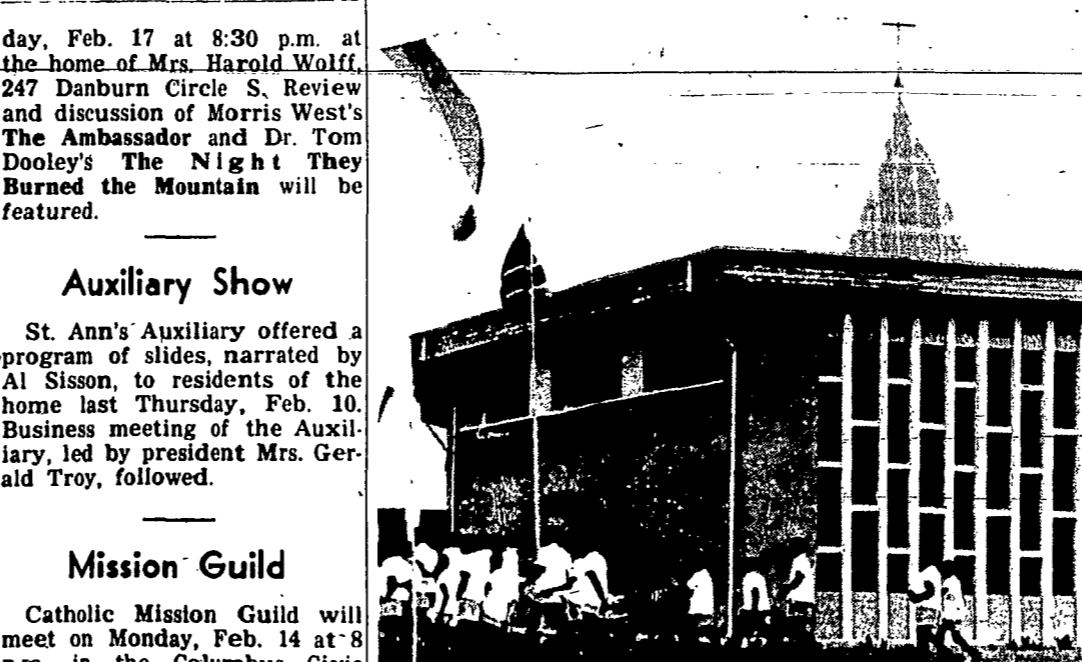 day, Feb. 17 at 8:30 p.m. at
the home of Mrs. Harold Wolff,
247 Danburn Circle S. Review
and discussion of Morris West's
The Ambassador and Dr. Tom
Dooley's The Night They
Burned the Mountain will be
featured.
Auxiliary Show
St. Ann's Auxiliary offered a
program of slides, narrated by
Al Sisson, to residents of the
home last Thursday, Feb. 10.
Business meeting of the Auxil-
iary, led by president Mrs. Ger-
ald Troy, followed.
Mission Guild
Catholic Mission Guild will
meet on Monday, Feb. 14 at 8
p.m. in the Columbus Civic